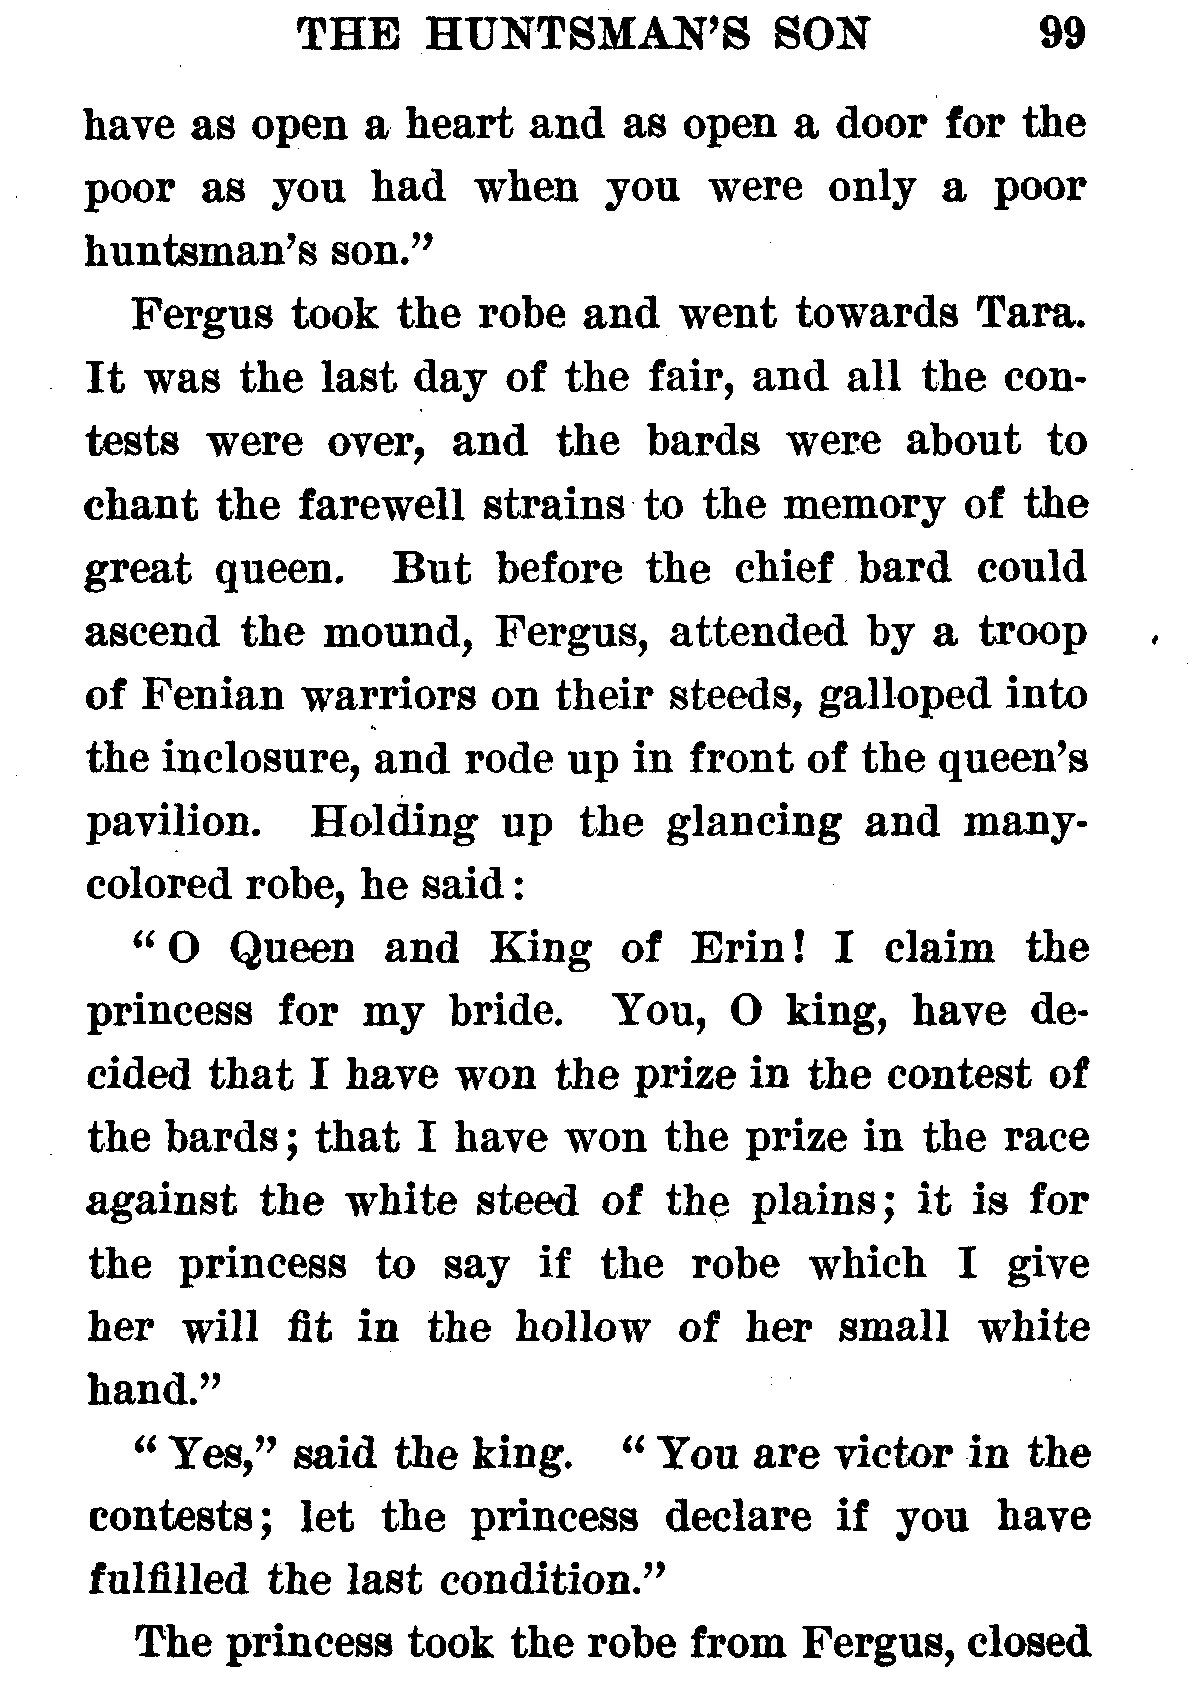 THE HUNTSMAN'S SON 99
have as open a heart and as open a door for the
poor as you had when you were only a poor
huntsman's son."
Fergus took the robe and went towards Tara.
It was the last day of the fair, and all the con-
tests were over, and the bards were about to
chant the farewell strains to the memory of the
great queen. But before the chief bard could
ascend the mound, Fergus, attended by a troop
of Fenian warriors on their steeds, galloped into
the inclosure, and rode up in front of the queen's
pavilion. Holding up the glancing and many-
colored robe, he said:
"O Queen and King of Erin! I claim the
princess for my bride. You, O king, have de-
cided that I have won the prize in the contest of
the bards; that I have won the prize in the race
against the white steed of the plains; it is for
the princess to say if the robe which I give
her will fit in the hollow of her small white
hand."
"Yes," said the king. "You are victor in the
contests; let the princess declare if you have
fulfilled the last condition."
The princess took the robe from Fergus, closed